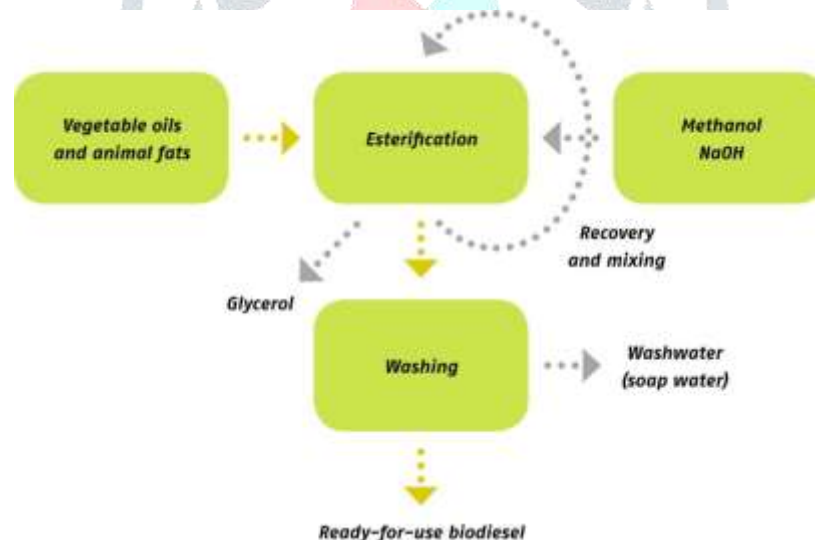 Vegetable oils
and animal fats
Esterification
Methanol
NaOH
Recovery
and mixing
Glycerol
Washing
Washwater
(soap water)
Ready-for-use biodiesel